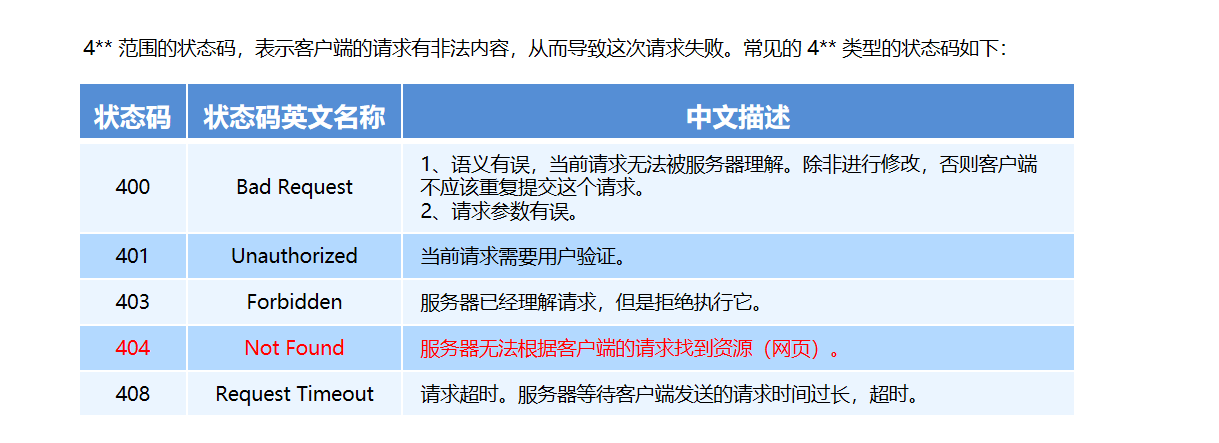 4** 范围的状态码，表示客户端的请求有非法内容，从而导致这次请求失败。常见的 4** 类型的状态码如下：
状态码 状态码英文名称 中文描述
400 Bad Request 1、语义有误，当前请求无法被服务器理解。除非进行修改，否则客户端
不应该重复提交这个请求。
2、请求参数有误。
401 Unauthorized 当前请求需要用户验证。
403 Forbidden 服务器已经理解请求，但是拒绝执行它。
404 Not Found 服务器无法根据客户端的请求找到资源（网页）。
408 Request Timeout 请求超时。服务器等待客户端发送的请求时间过长，超时。